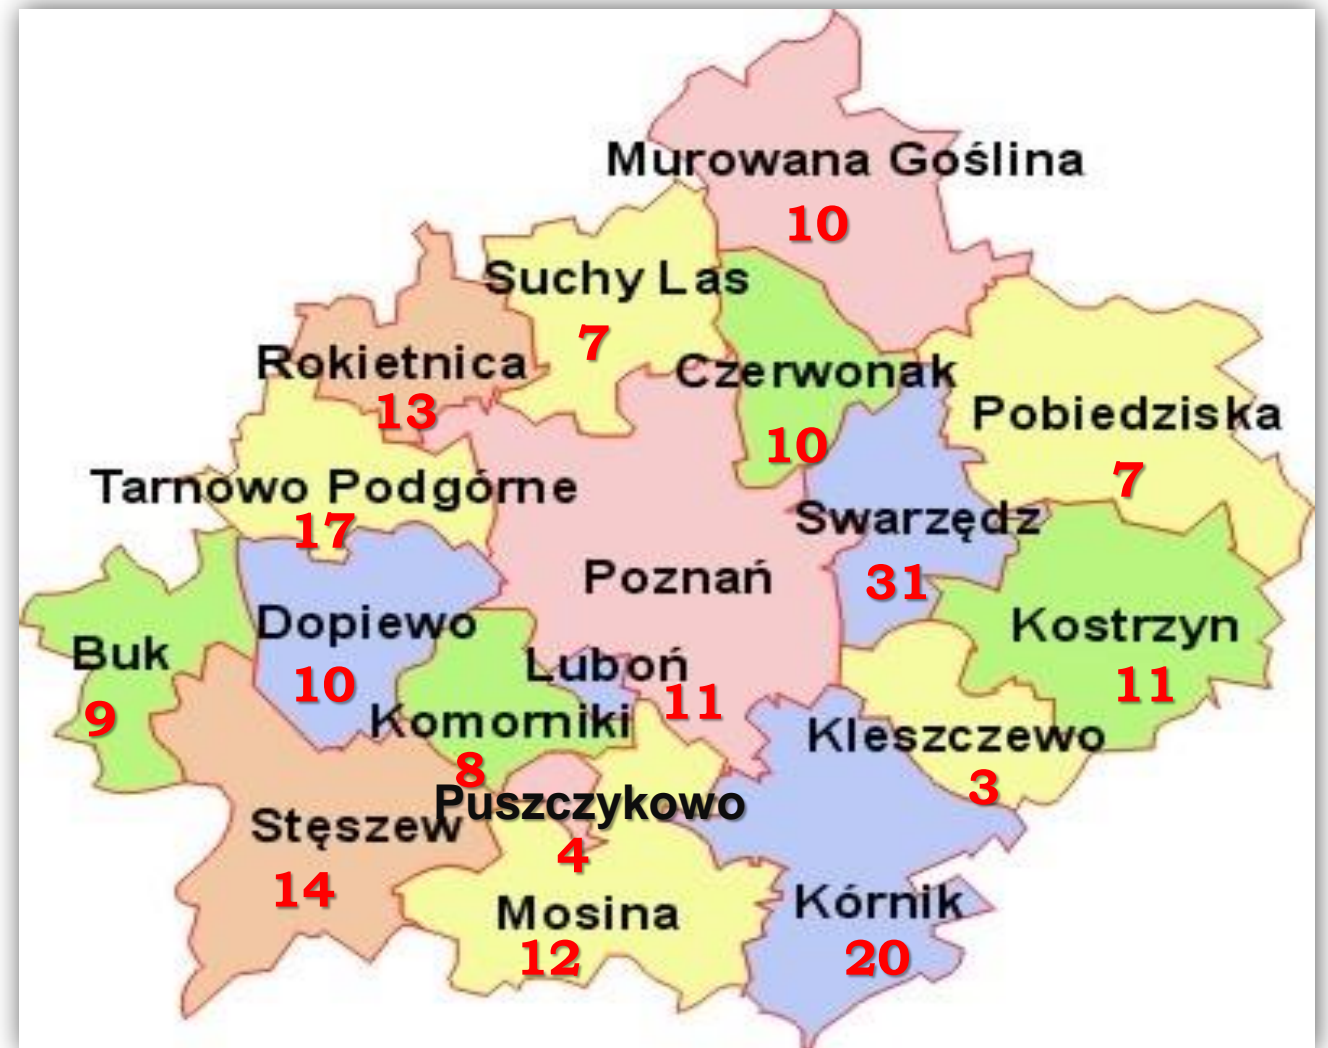 Murowana Goślina
10
Suchy Las
7
Rokietnica
13
Czerwonak
10
Pobiedziska
7
Tarnowo Podgórne
17
Swarzędz
31
Poznań
Dopiewo
10
Buk
9
Kostrzyn
11
Luboń
11
Komorniki
8
Kleszczewo
3
Puszczykowo
4
Stęszew
14
Mosina
12
Kórnik
20